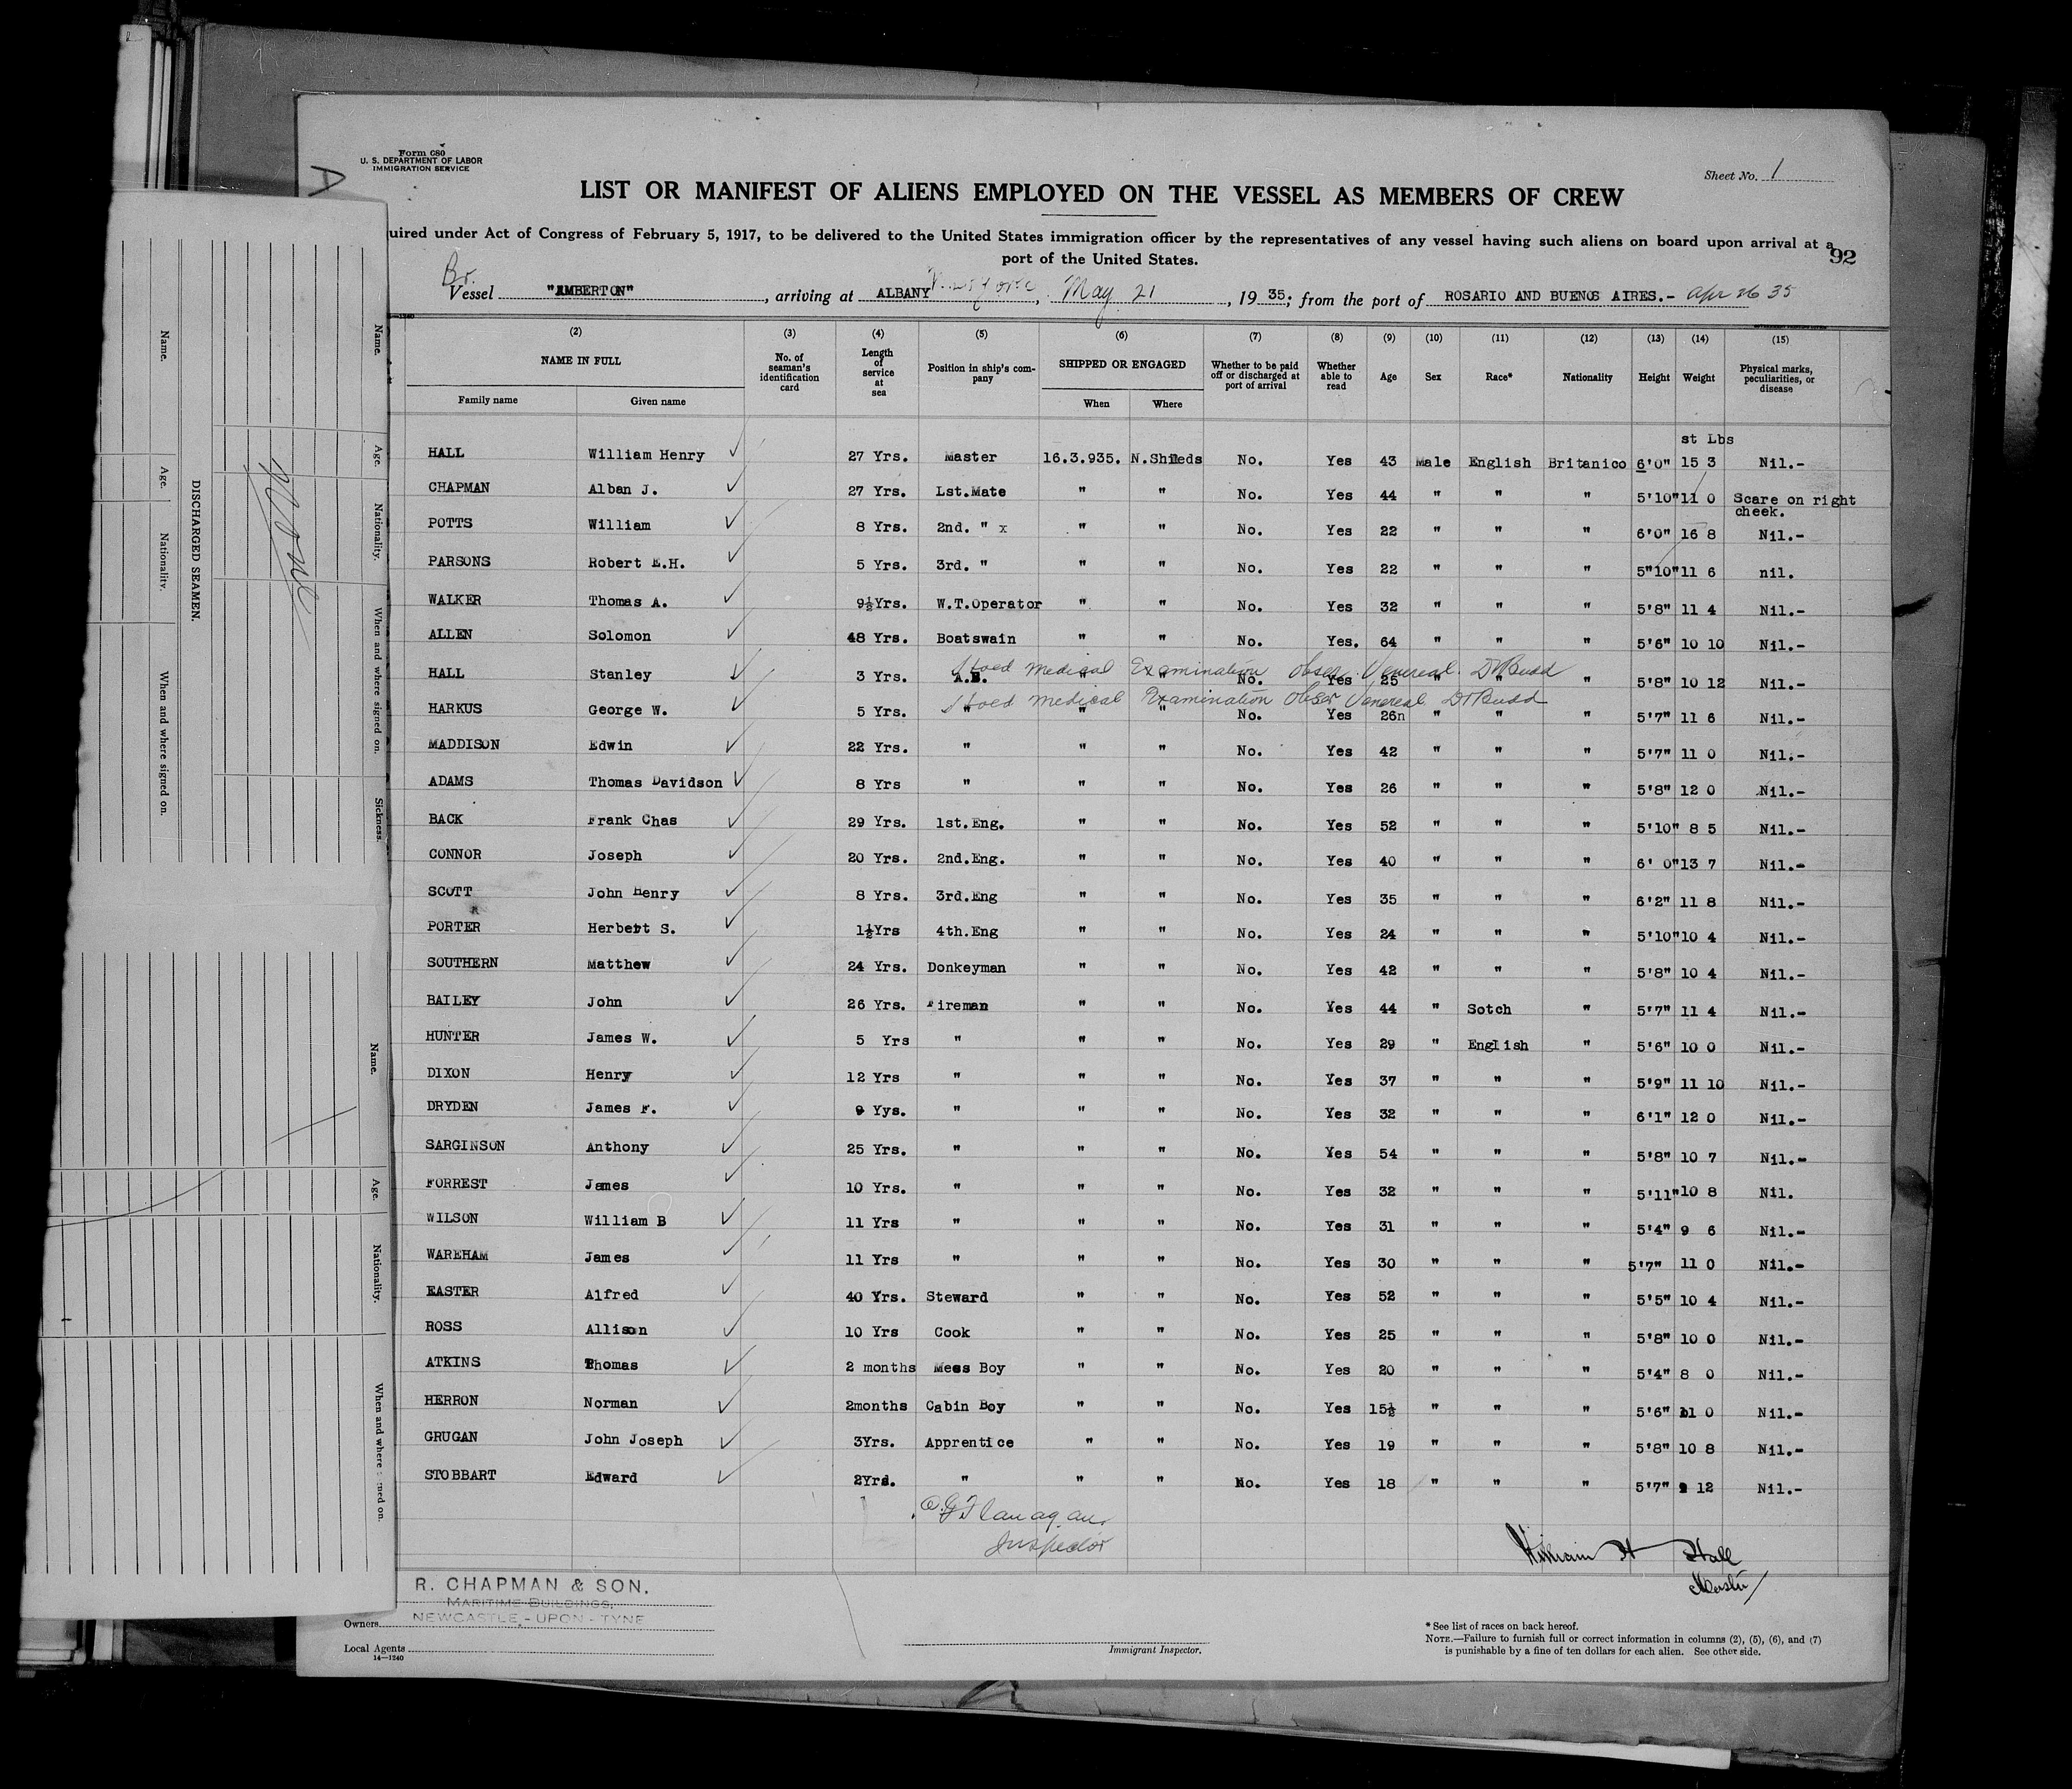 Form 680
U. S. DEPARTMENT OF LABOR
IMMIGRATION SERVICE
Sheet No. 1
LIST OR MANIFEST OF ALIENS EMPLOYED ON THE VESSEL AS MEMBERS OF CREW
uired under Act of Congress of February 5, 1917, to be delivered to the United States immigration officer by the representatives of any vessel having such aliens on board upon arrival at a
port of the United States.
92
Br.
Vessel "AMBERTON", arriving at ALBANY, May 21, 1935; from the port of ROSARIO AND BUENOS AIRES.- Apr 26 35
(2) (3) (4) (5) (6) (7) (8) (9) (10) (11) (12) (13) (14) (15)
NAME IN FULL No. of seaman's identification card Length of service at sea Position in ship's company SHIPPED OR ENGAGED Whether to be paid off or discharged at port of arrival Whether able to read Age Sex Race* Nationality Height Weight Physical marks, peculiarities, or disease
Family name Given name When Where
st Lbs
HALL William Henry 27 Yrs. Master 16.3.935. N.Shields No. Yes 43 Male English Britanico 6'0" 15 3 Nil.-
CHAPMAN Alban J. 27 Yrs. Lst.Mate " " No. Yes 44 " " " 5'10" 11 0 Scare on right
cheek.
POTTS William 8 Yrs. 2nd. " x " " No. Yes 22 " " " 6'0" 16 8 Nil.-
PARSONS Robert E.H. 5 Yrs. 3rd. " " " No. Yes 22 " " " 5"10" 11 6 nil.
WALKER Thomas A. 9½Yrs. W.T.Operator " " No. Yes 32 " " " 5'8" 11 4 Nil.-
ALLEN Solomon 48 Yrs. Boatswain " " No. Yes. 64 " " " 5'6" 10 10 Nil.-
Medical Examination Obser. Venereal. Dr Budd
HALL Stanley 3 Yrs. A.B. " " No. Yes 25 " " " 5'8" 10 12 Nil.-
Medical Examination Obser Venereal Dr Budd
HARKUS George W. 5 Yrs. " " " No. Yes 26n " " " 5'7" 11 6 Nil.-
MADDISON Edwin 22 Yrs. " " " No. Yes 42 " " " 5'7" 11 0 Nil.-
ADAMS Thomas Davidson 8 Yrs " " " No. Yes 26 " " " 5'8" 12 0 Nil.-
BACK Frank Chas 29 Yrs. 1st.Eng. " " No. Yes 52 " " " 5'10" 8 5 Nil.-
CONNOR Joseph 20 Yrs. 2nd.Eng. " " No. Yes 40 " " " 6' 0" 13 7 Nil.-
SCOTT John Henry 8 Yrs. 3rd.Eng " " No. Yes 35 " " " 6'2" 11 8 Nil.-
PORTER Herbert S. 1½Yrs 4th.Eng " " No. Yes 24 " " " 5'10" 10 4 Nil.-
SOUTHERN Matthew 24 Yrs. Donkeyman " " No. Yes 42 " " " 5'8" 10 4 Nil.-
BAILEY John 26 Yrs. Fireman " " No. Yes 44 " Sotch " 5'7" 11 4 Nil.-
HUNTER James W. 5 Yrs " " " No. Yes 29 " English " 5'6" 10 0 Nil.-
DIXON Henry 12 Yrs " " " No. Yes 37 " " " 5'9" 11 10 Nil.-
DRYDEN James F. 9 Yys. " " " No. Yes 32 " " " 6'1" 12 0 Nil.-
SARGINSON Anthony 25 Yrs. " " " No. Yes 54 " " " 5'8" 10 7 Nil.-
FORREST James 10 Yrs. " " " No. Yes 32 " " " 5'11" 10 8 Nil.
WILSON William B 11 Yrs " " " No. Yes 31 " " " 5'4" 9 6 Nil.-
WAREHAM James 11 Yrs " " " No. Yes 30 " " " 5'7" 11 0 Nil.-
EASTER Alfred 40 Yrs. Steward " " No. Yes 52 " " " 5'5" 10 4 Nil.-
ROSS Allison 10 Yrs Cook " " No. Yes 25 " " " 5'8" 10 0 Nil.-
ATKINS Thomas 2 months Mess Boy " " No. Yes 20 " " " 5'4" 8 0 Nil.-
HERRON Norman 2months Cabin Boy " " No. Yes 15½ " " " 5'6" 11 0 Nil.-
GRUGAN John Joseph 3Yrs. Apprentice " " No. Yes 19 " " " 5'8" 10 8 Nil.-
STOBBART Edward 2Yrs. " " " No. Yes 18 " " " 5'7" 9 12 Nil.-
O.G Flanagan.
Inspector
William H Hall
Master
R. CHAPMAN & SON.
MARITIME BUILDINGS,
NEWCASTLE,-UPON-TYNE
Owners
Local Agents
14—1240
Immigrant Inspector.
* See list of races on back hereof.
NOTE.—Failure to furnish full or correct information in columns (2), (5), (6), and (7)
is punishable by a fine of ten dollars for each alien. See other side.
DISCHARGED SEAMEN.
Name. Age. Nationality. When and where signed on.
None
Name. Age. Nationality. When and where signed on. Sickness.
Name. Age. Nationality. When and where signed on.